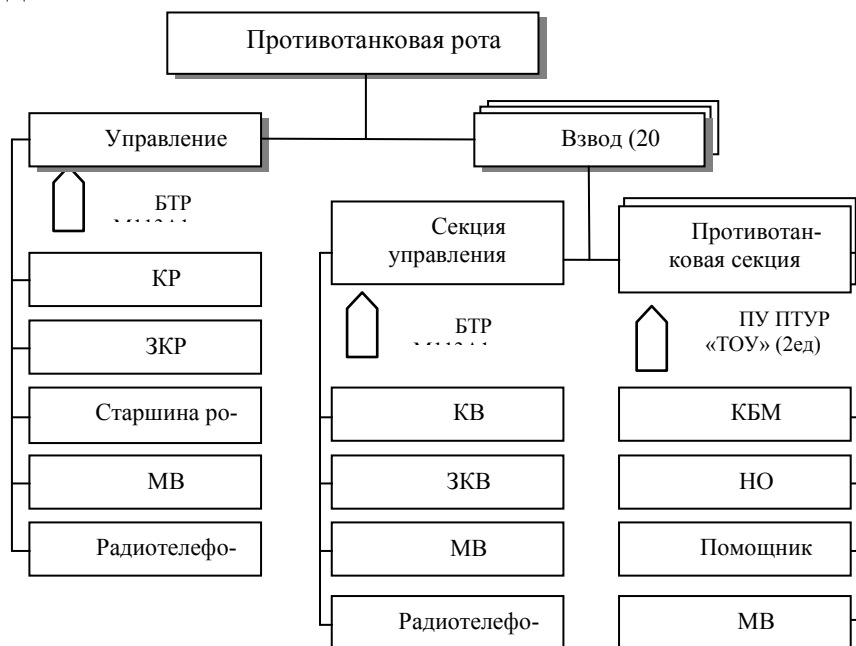 Противотанковая рота
Управление
Взвод (20
БТР
Секция
управления
Противотан-
ковая секция
БТР
ПУ ПТУР
«ТОУ» (2ед)
КР
ЗКР
Старшина ро-
МВ
Радиотелефо-
КВ
ЗКВ
МВ
Радиотелефо-
КБМ
НО
Помощник
МВ